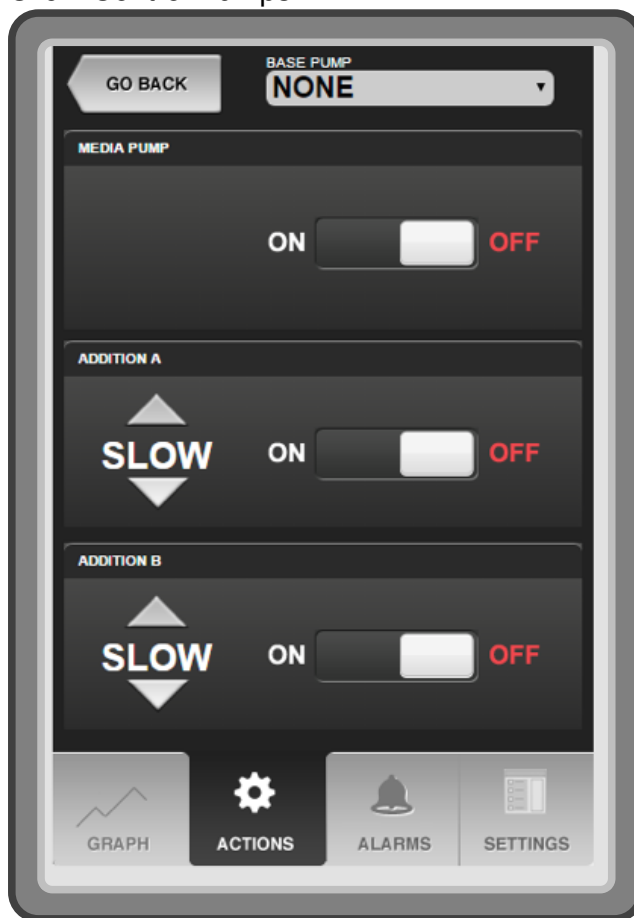 GO BACK
BASE PUMP
NONE
MEDIA PUMP
ON OFF
ADDITION A
SLOW ON OFF
ADDITION B
SLOW ON OFF
GRAPH ACTIONS ALARMS SETTINGS